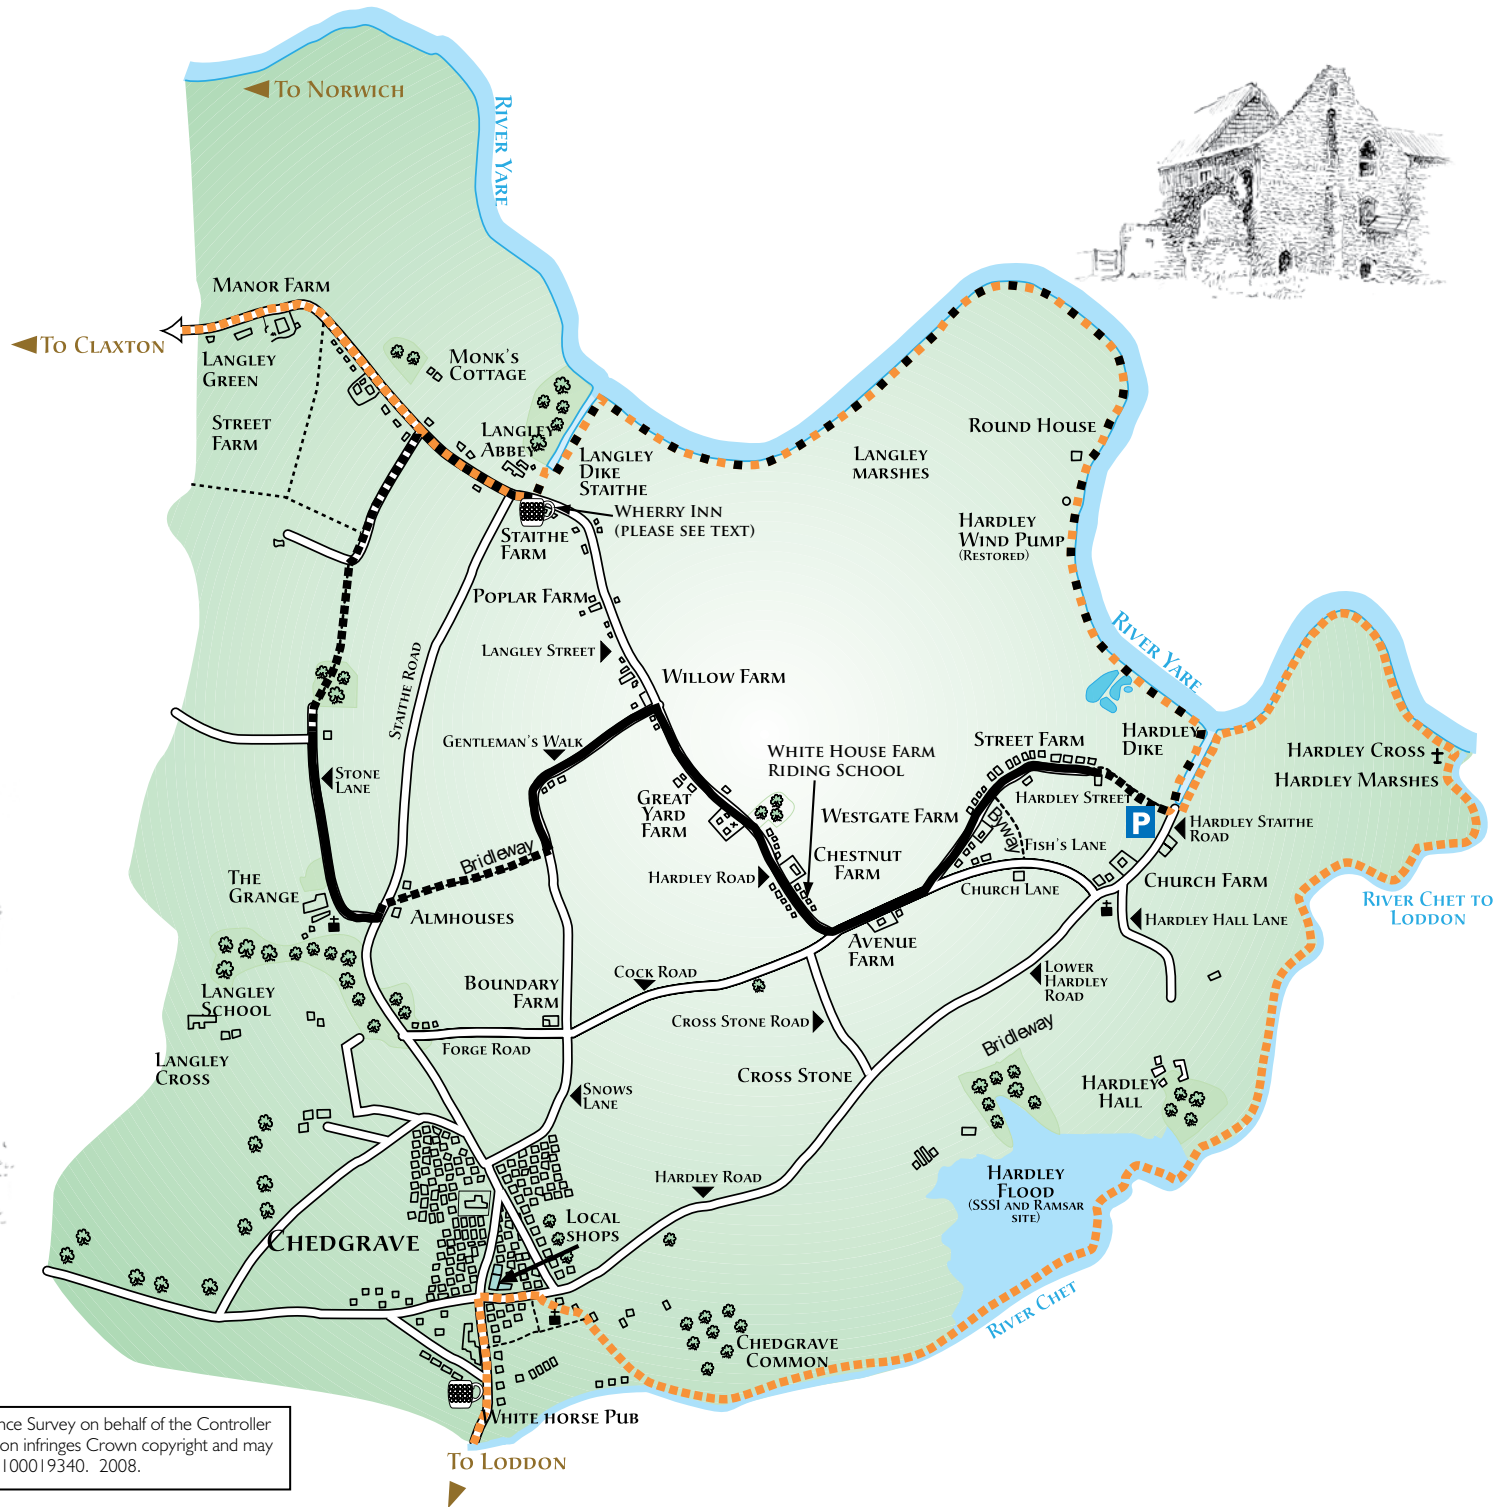 To Norwich
River Yare
Manor Farm
To Claxton
Langley
Green
Monk's
Cottage
Street
Farm
Langley
Abbey
Langley
Dike
Staithe
Wherry Inn
(please see text)
Staithe
Farm
Langley
marshes
Round House
Hardley
Wind Pump
(Restored)
Poplar Farm
Langley Street
Staithe Road
Willow Farm
River Yare
Gentleman's Walk
White House Farm
Riding School
Street Farm
Hardley
Dike
Hardley Cross
Hardley Marshes
Stone
Lane
Great
Yard
Farm
Westgate Farm
Hardley Street
Byway
P
Hardley Staithe
Road
Bridleway
Fish's Lane
Chestnut
Farm
Hardley Road
The
Grange
Almhouses
Church Lane
Church Farm
River Chet to
Loddon
Hardley Hall Lane
Avenue
Farm
Langley
School
Boundary
Farm
Cock Road
Lower
Hardley
Road
Cross Stone Road
Bridleway
Forge Road
Langley
Cross
Cross Stone
Snows
Lane
Hardley
Hall
Hardley Road
Hardley
Flood
(SSSI and Ramsar
site)
Local
shops
Chedgrave
River Chet
Chedgrave
Common
White horse Pub
nce Survey on behalf of the Controller
on infringes Crown copyright and may
100019340. 2008.
To Loddon